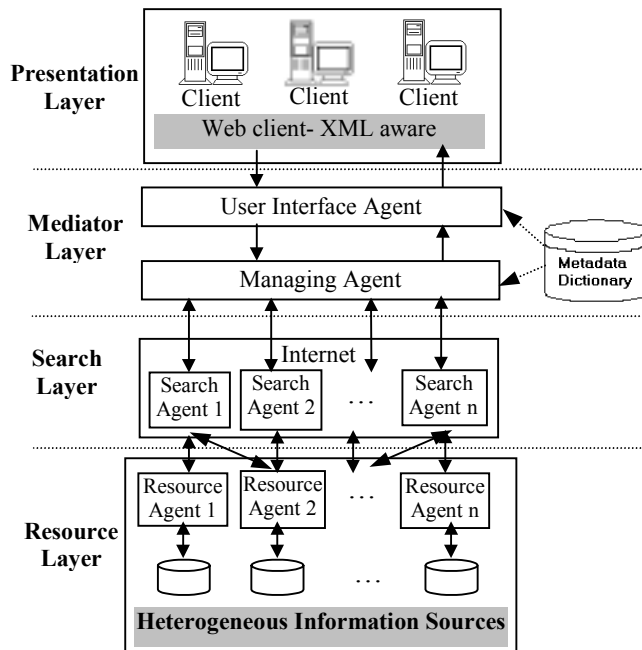 Presentation
Layer
Client
Client
Client
Web client- XML aware
Mediator
Layer
User Interface Agent
Managing Agent
Metadata
Dictionary
Search
Layer
Internet
Search
Agent 1
Search
Agent 2
...
Search
Agent n
Resource
Layer
Resource
Agent 1
Resource
Agent 2
...
Resource
Agent n
...
Heterogeneous Information Sources